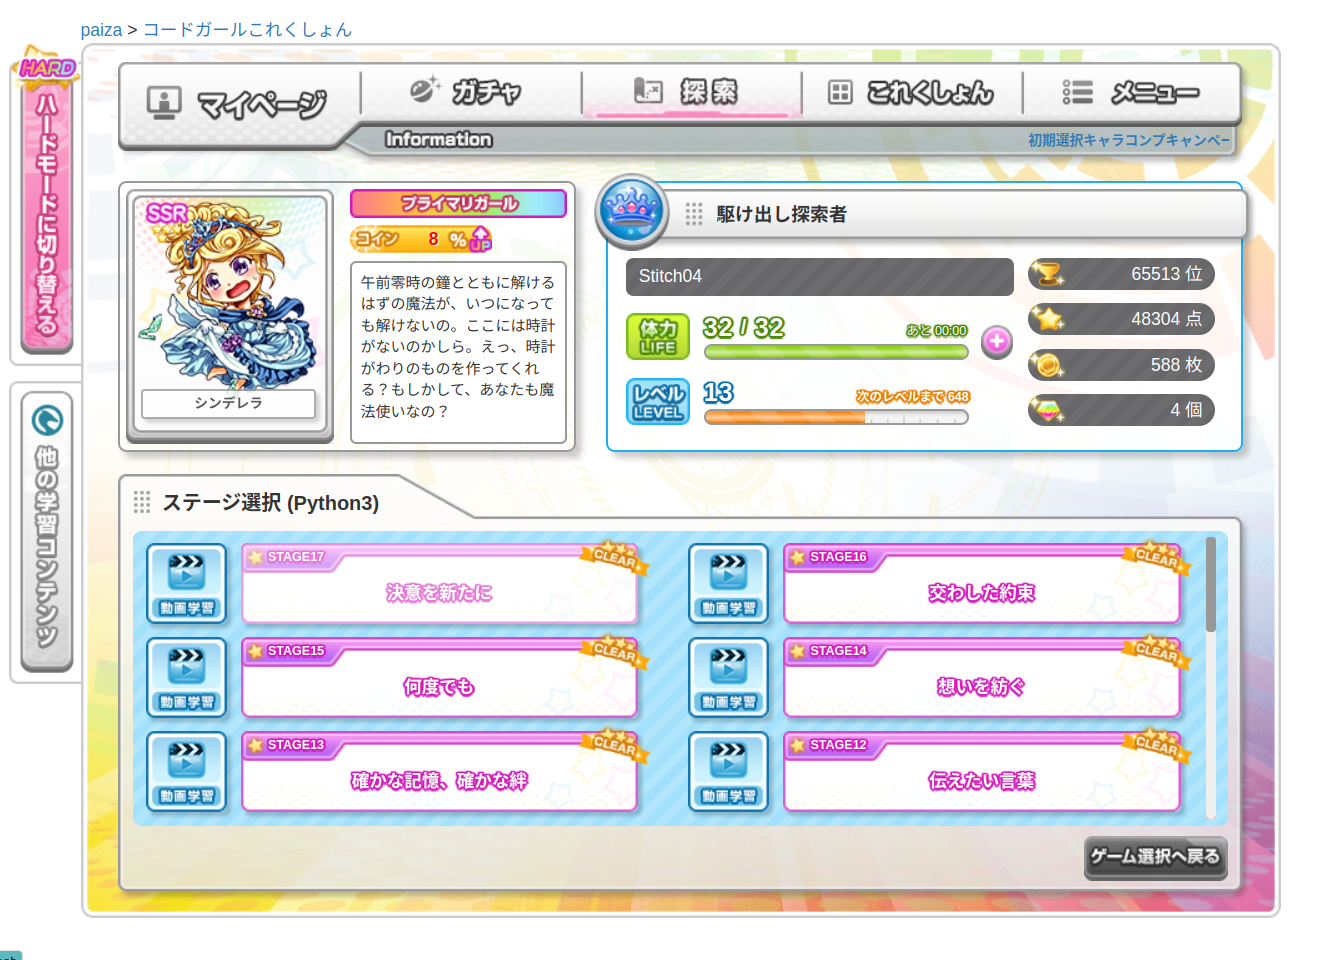 paiza > コードガールこれくしょん
HARD
ハードモードに切り替える
他の学習コンテンツ
マイページ
ガチャ
探索
これくしょん
メニュー
Information
初期選択キャラコンプキャンペー
SSR
シンデレラ
プライマリガール
コイン 8 % UP
午前零時の鐘とともに解ける
はずの魔法が、いつになって
も解けないの。ここには時計
がないのかしら。えっ、時計
がわりのものを作ってくれ
る？もしかして、あなたも魔
法使いなの？
駆け出し探索者
Stitch04
体力
LIFE
32 / 32
あと 00:00
レベル
LEVEL
13
次のレベルまで 648
65513 位
48304 点
588 枚
4 個
ステージ選択 (Python3)
動画学習
STAGE17
CLEAR
決意を新たに
動画学習
STAGE16
CLEAR
交わした約束
動画学習
STAGE15
CLEAR
何度でも
動画学習
STAGE14
CLEAR
想いを紡ぐ
動画学習
STAGE13
CLEAR
確かな記憶、確かな絆
動画学習
STAGE12
CLEAR
伝えたい言葉
ゲーム選択へ戻る